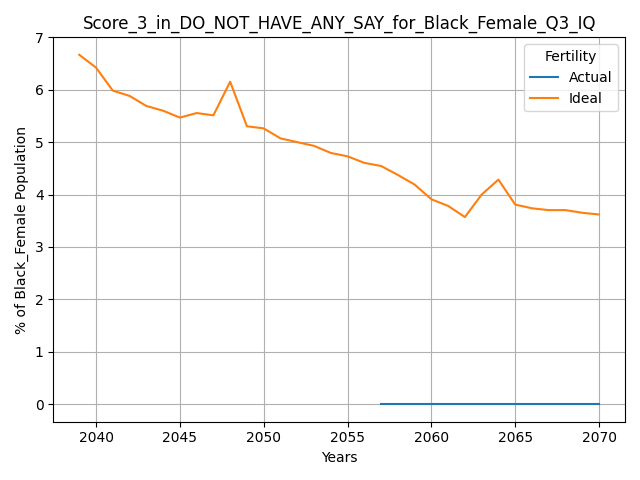 Score_3_in_DO_NOT_HAVE_ANY_SAY_for_Black_Female_Q3_IQ
Fertility
Actual
Ideal
% of Black_Female Population
7
6
5
4
3
2
1
0
2040 2045 2050 2055 2060 2065 2070
Years